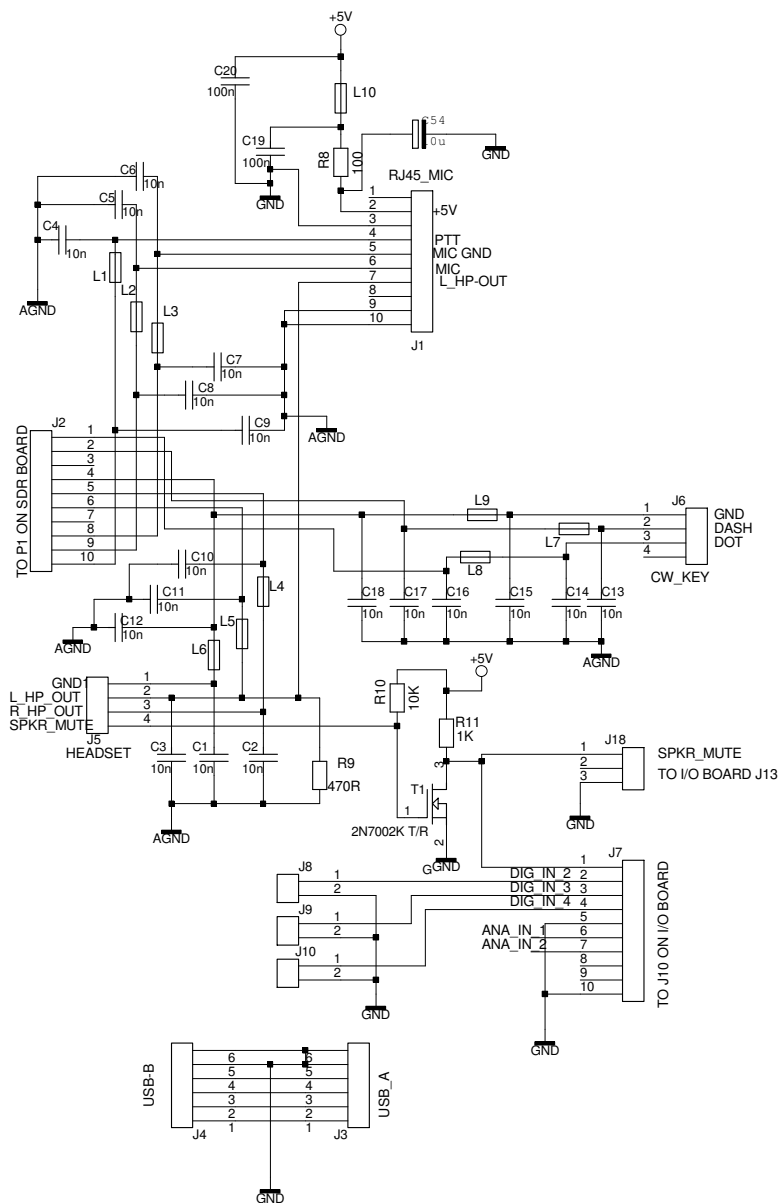 +5V
C20
100n
L10
C54
10u
C19
100n
R8
100
GND
GND
RJ45_MIC
C6
10n
C5
10n
C4
10n
1
2
3
4
5
6
7
8
9
10
+5V
PTT
MIC GND
MIC
L_HP-OUT
J1
L1
L2
L3
AGND
C7
10n
C8
10n
C9
10n
AGND
J2
TO P1 ON SDR BOARD
1
2
3
4
5
6
7
8
9
10
J6
1
2
3
4
GND
DASH
DOT
CW_KEY
L9
L7
L8
C10
10n
C11
10n
C12
10n
L4
L5
L6
AGND
C18
10n
C17
10n
C16
10n
C15
10n
C14
10n
C13
10n
AGND
GND1
L_HP_OUT
R_HP_OUT
SPKR_MUTE
1
2
3
4
J5
HEADSET
C3
10n
C1
10n
C2
10n
R9
470R
AGND
R10
10K
+5V
R11
1K
T1
1
2
3
2N7002K T/R
GGND
J18
1
2
3
SPKR_MUTE
TO I/O BOARD J13
GND
J7
1
2
3
4
5
6
7
8
9
10
DIG_IN_2
DIG_IN_3
DIG_IN_4
ANA_IN_1
ANA_IN_2
TO J10 ON I/O BOARD
GND
J8
1
2
J9
1
2
J10
1
2
GND
USB-B
J4
6
5
4
3
2
1
6
5
4
3
2
1
USB_A
J3
GND